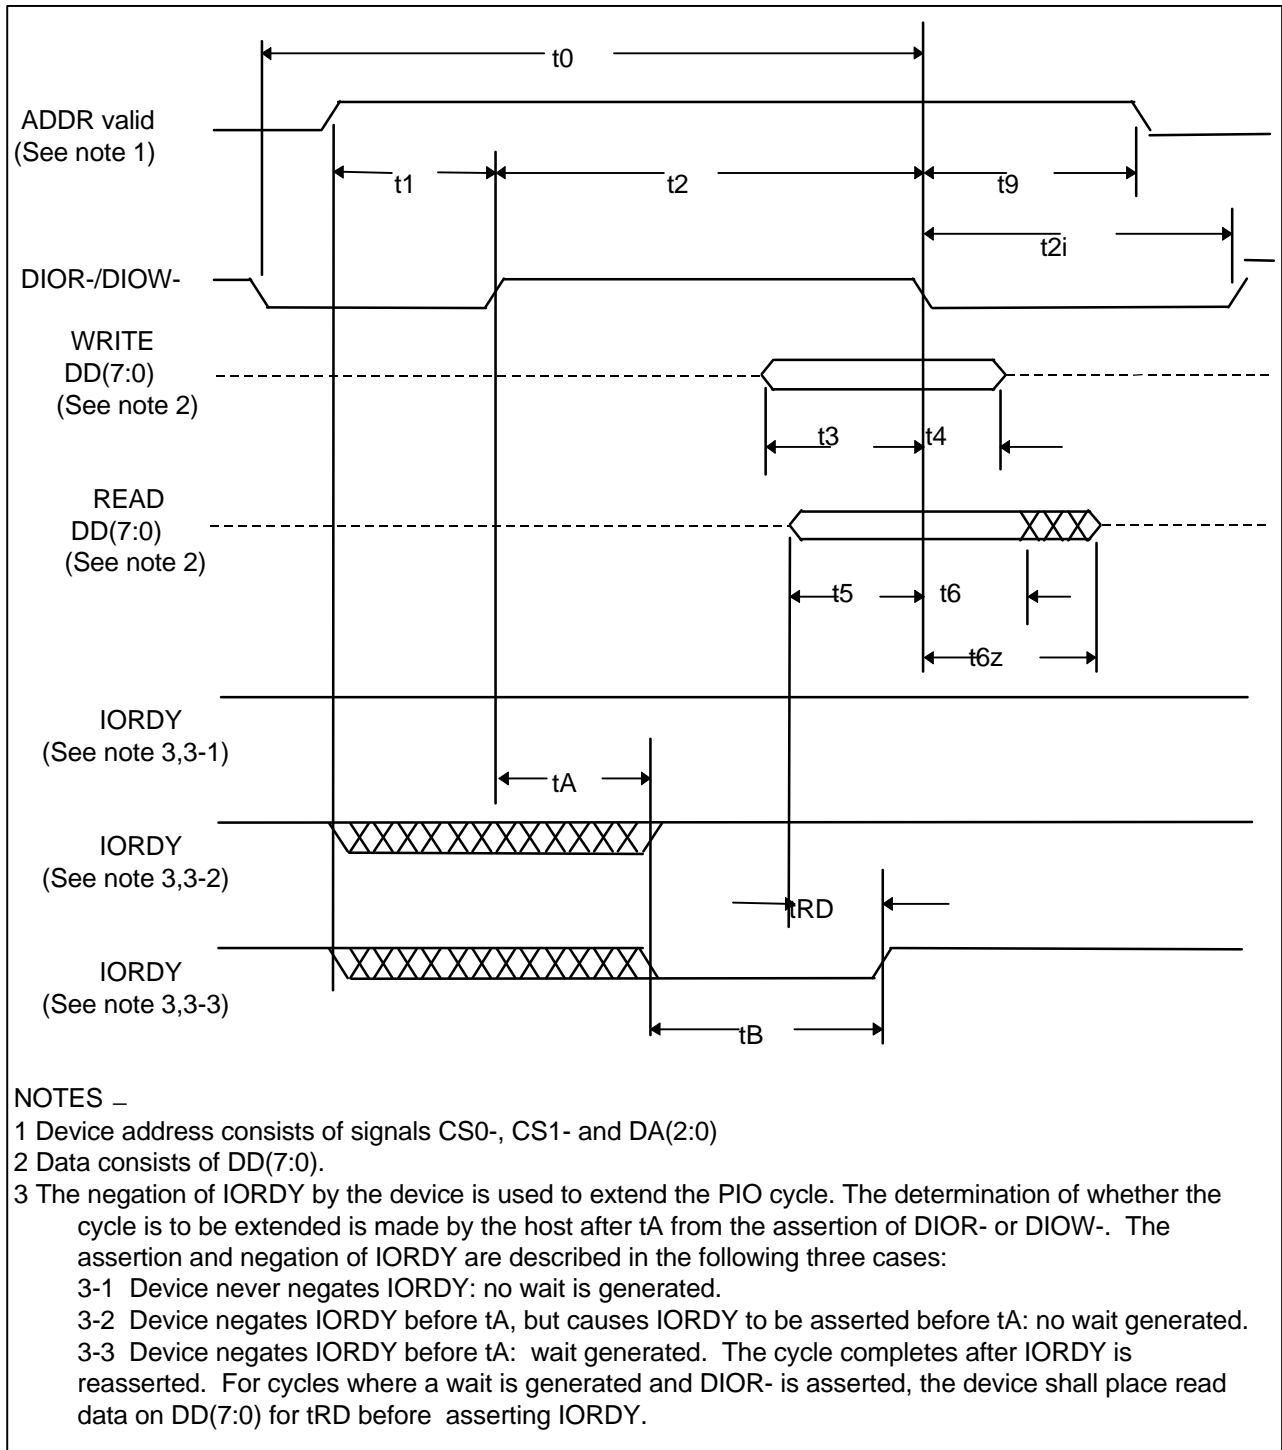 t0
ADDR valid
(See note 1)
t1
t2
t9
t2i
DIOR-/DIOW-
WRITE
DD(7:0)
(See note 2)
t3
t4
READ
DD(7:0)
(See note 2)
t5
t6
t6z
IORDY
(See note 3,3-1)
tA
IORDY
(See note 3,3-2)
tRD
IORDY
(See note 3,3-3)
tB
NOTES –
1 Device address consists of signals CS0-, CS1- and DA(2:0)
2 Data consists of DD(7:0).
3 The negation of IORDY by the device is used to extend the PIO cycle. The determination of whether the
cycle is to be extended is made by the host after tA from the assertion of DIOR- or DIOW-.  The
assertion and negation of IORDY are described in the following three cases:
3-1  Device never negates IORDY: no wait is generated.
3-2  Device negates IORDY before tA, but causes IORDY to be asserted before tA: no wait generated.
3-3  Device negates IORDY before tA:  wait generated.  The cycle completes after IORDY is
reasserted.  For cycles where a wait is generated and DIOR- is asserted, the device shall place read
data on DD(7:0) for tRD before  asserting IORDY.